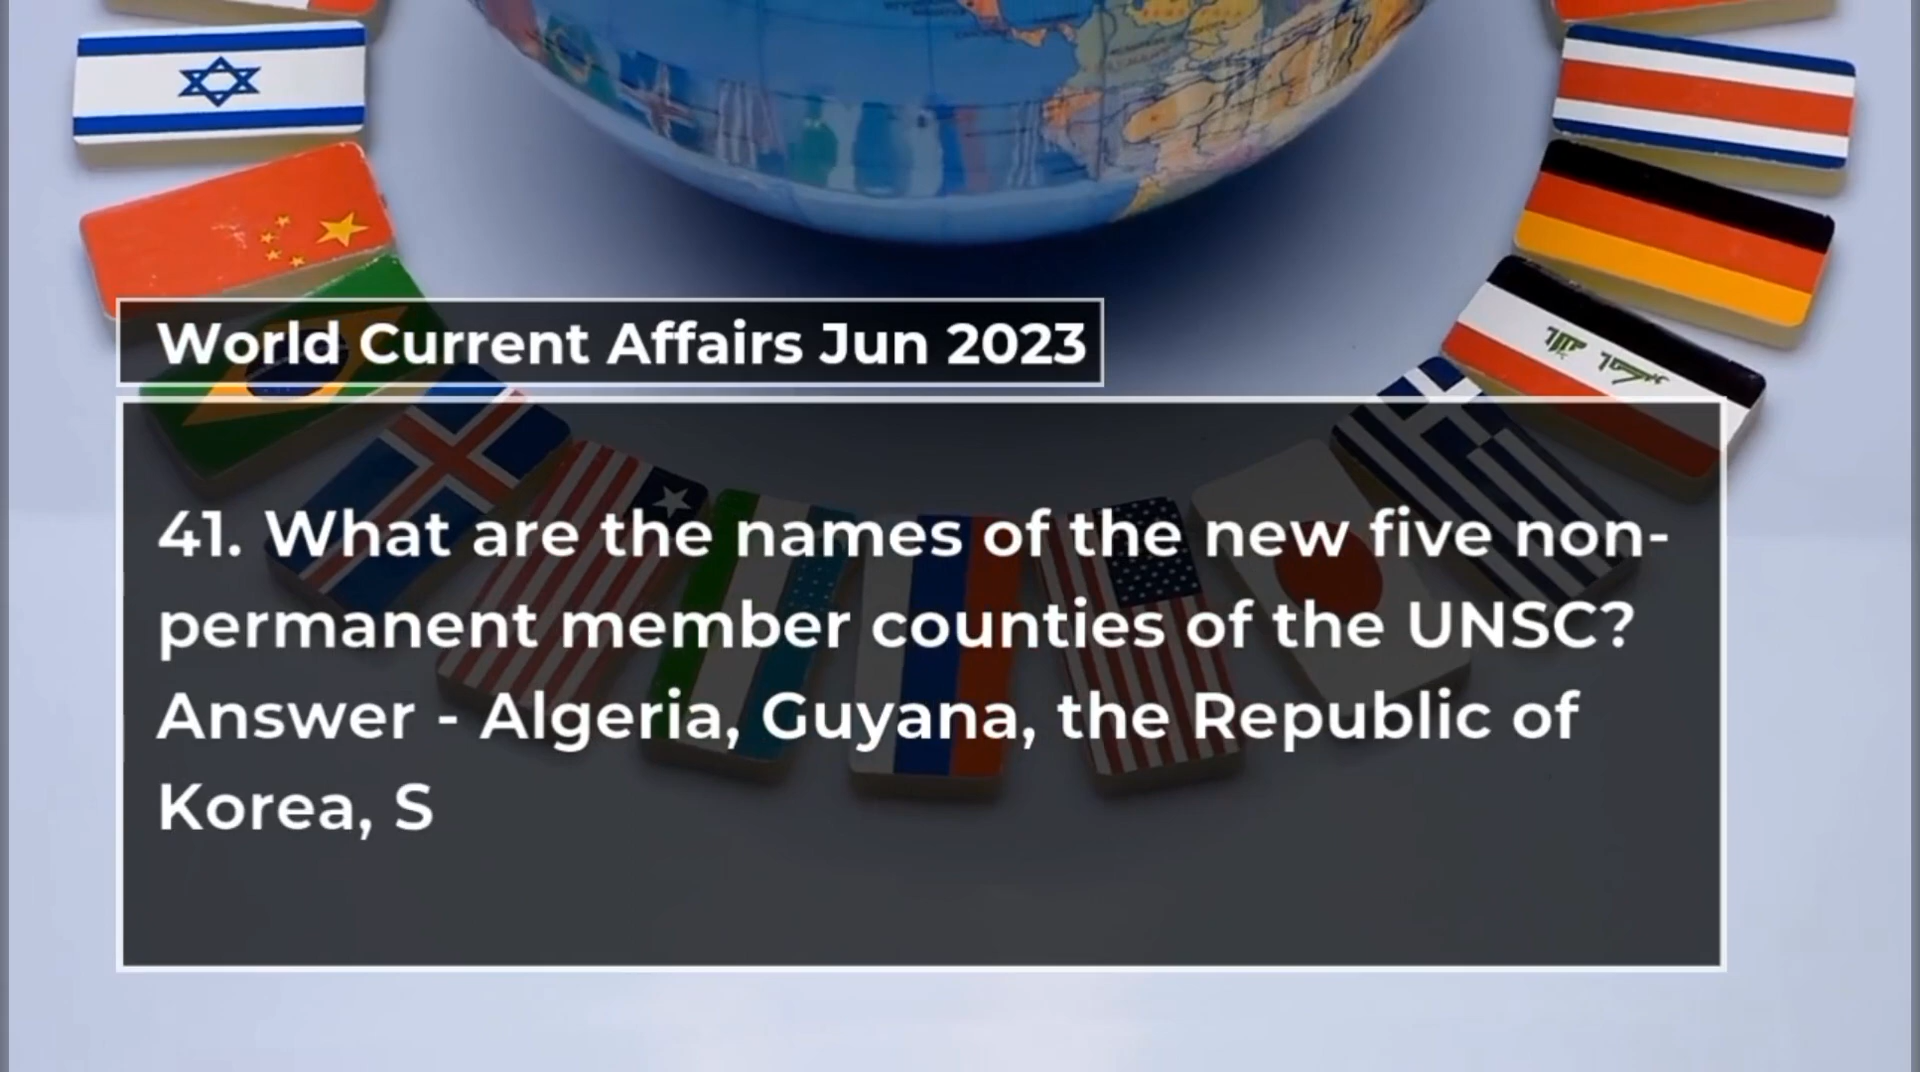 World Current Affairs Jun 2023
41. What are the names of the new five non-
permanent member counties of the UNSC?
Answer - Algeria, Guyana, the Republic of
Korea, S